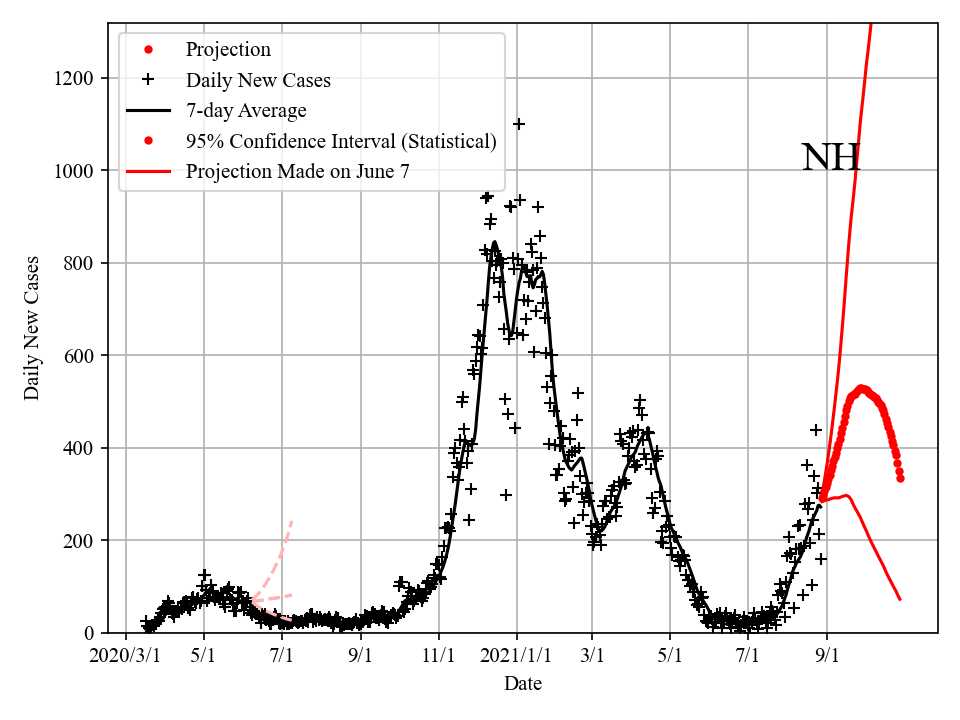 Projection
Daily New Cases
7-day Average
95% Confidence Interval (Statistical)
Projection Made on June 7
NH
1200
1000
800
600
400
200
0
Daily New Cases
2020/3/1 5/1 7/1 9/1 11/1 2021/1/1 3/1 5/1 7/1 9/1
Date